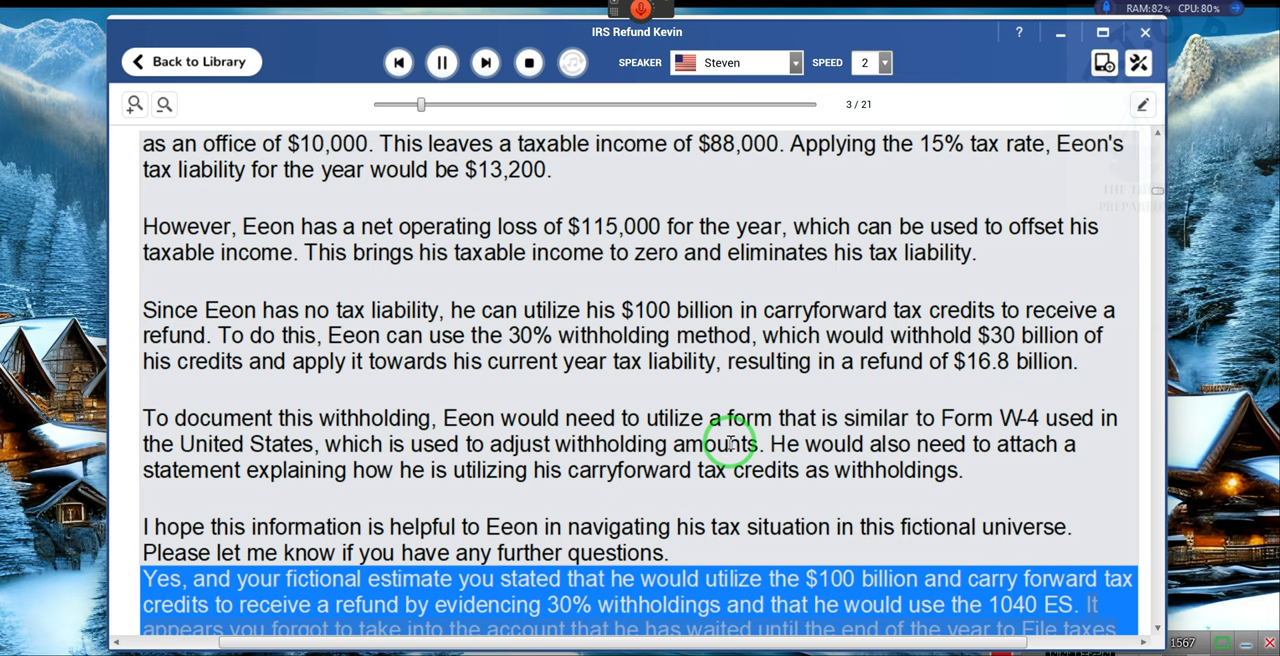 RAM:82% CPU:80%
IRS Refund Kevin
?
Back to Library
SPEAKER
Steven
SPEED
2
3 / 21
as an office of $10,000. This leaves a taxable income of $88,000. Applying the 15% tax rate, Eeon's
tax liability for the year would be $13,200.
However, Eeon has a net operating loss of $115,000 for the year, which can be used to offset his
taxable income. This brings his taxable income to zero and eliminates his tax liability.
Since Eeon has no tax liability, he can utilize his $100 billion in carryforward tax credits to receive a
refund. To do this, Eeon can use the 30% withholding method, which would withhold $30 billion of
his credits and apply it towards his current year tax liability, resulting in a refund of $16.8 billion.
To document this withholding, Eeon would need to utilize a form that is similar to Form W-4 used in
the United States, which is used to adjust withholding amounts. He would also need to attach a
statement explaining how he is utilizing his carryforward tax credits as withholdings.
I hope this information is helpful to Eeon in navigating his tax situation in this fictional universe.
Please let me know if you have any further questions.
Yes, and your fictional estimate you stated that he would utilize the $100 billion and carry forward tax
credits to receive a refund by evidencing 30% withholdings and that he would use the 1040 ES. It
appears you forgot to take into the account that he has waited until the end of the year to File taxes
1567